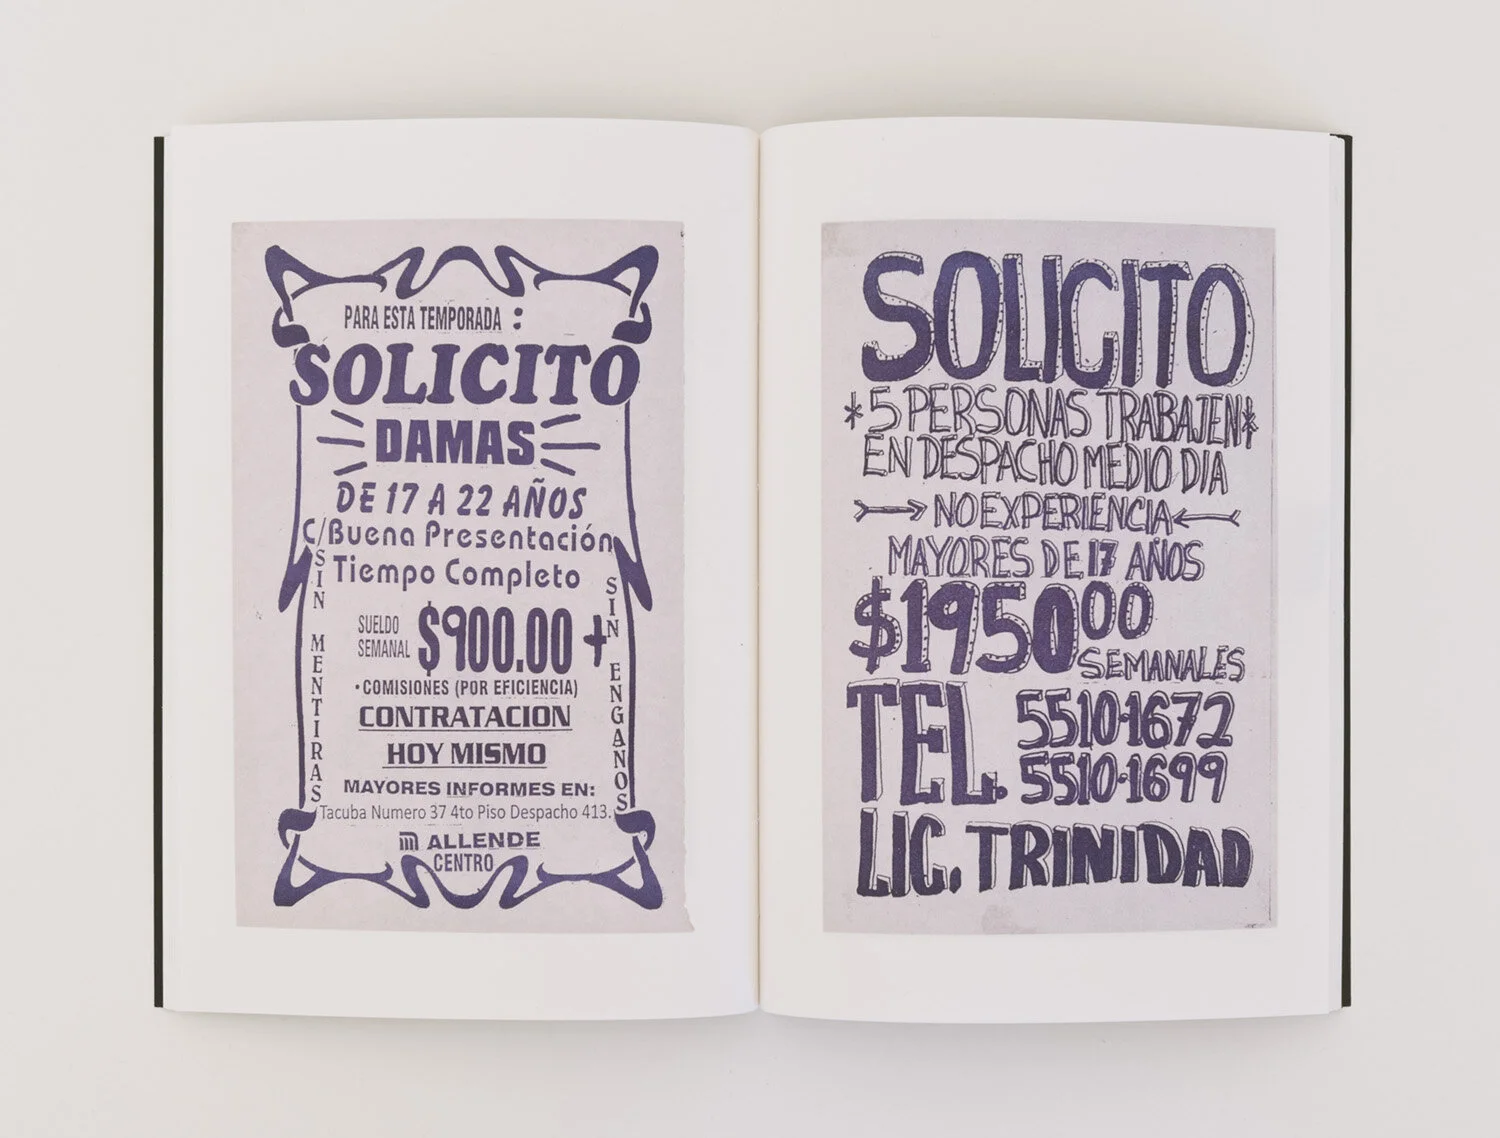 PARA ESTA TEMPORADA :
SOLICITO
DAMAS
DE 17 A 22 AÑOS
C/Buena Presentación
Tiempo Completo
SUELDO
SEMANAL $900.00 +
•COMISIONES (POR EFICIENCIA)
CONTRATACION
HOY MISMO
MAYORES INFORMES EN:
Tacuba Numero 37 4to Piso Despacho 413.
ALLENDE
CENTRO
SIN MENTIRAS
SIN ENGANOS
SOLICITO
*5 PERSONAS TRABAJEN*
EN DESPACHO MEDIO DIA
NO EXPERIENCIA
MAYORES DE 17 AÑOS
$195000
SEMANALES
TEL. 5510-1672
5510-1699
LIC. TRINIDAD